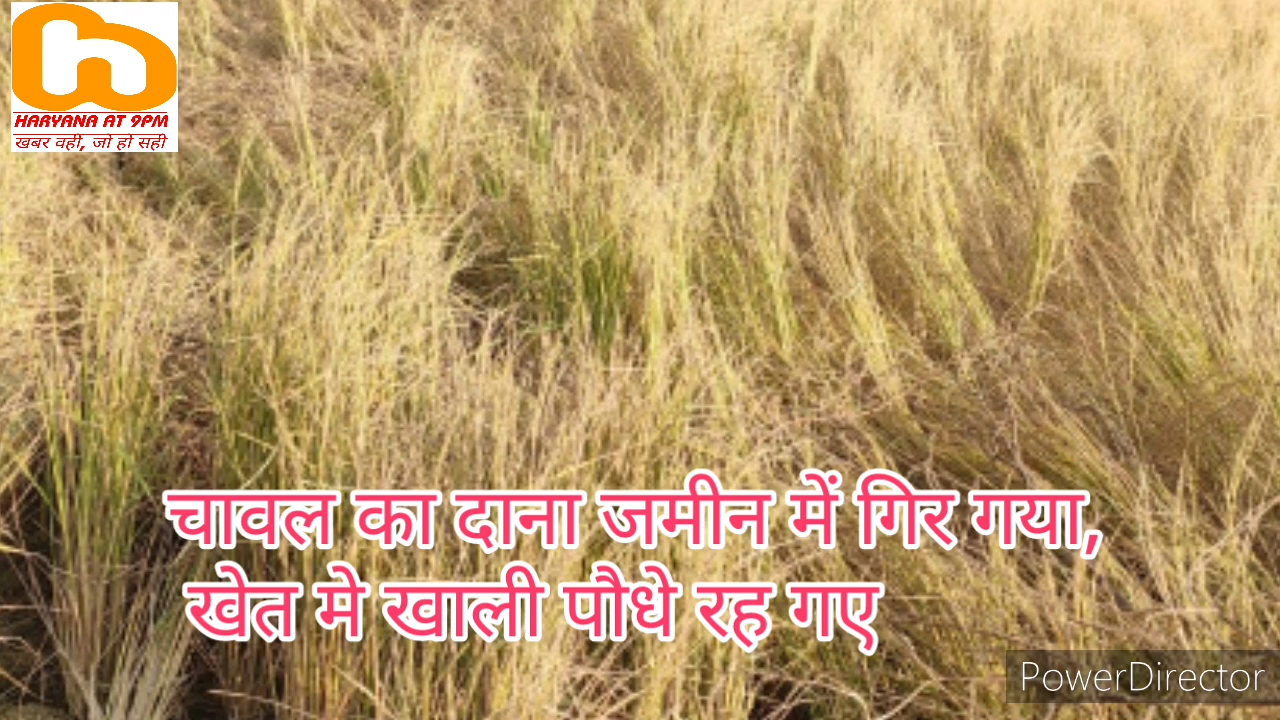 HARYANA AT 9PM
खबर वही, जो हो सही
चावल का दाना जमीन में गिर गया,
खेत मे खाली पौधे रह गए
PowerDirector